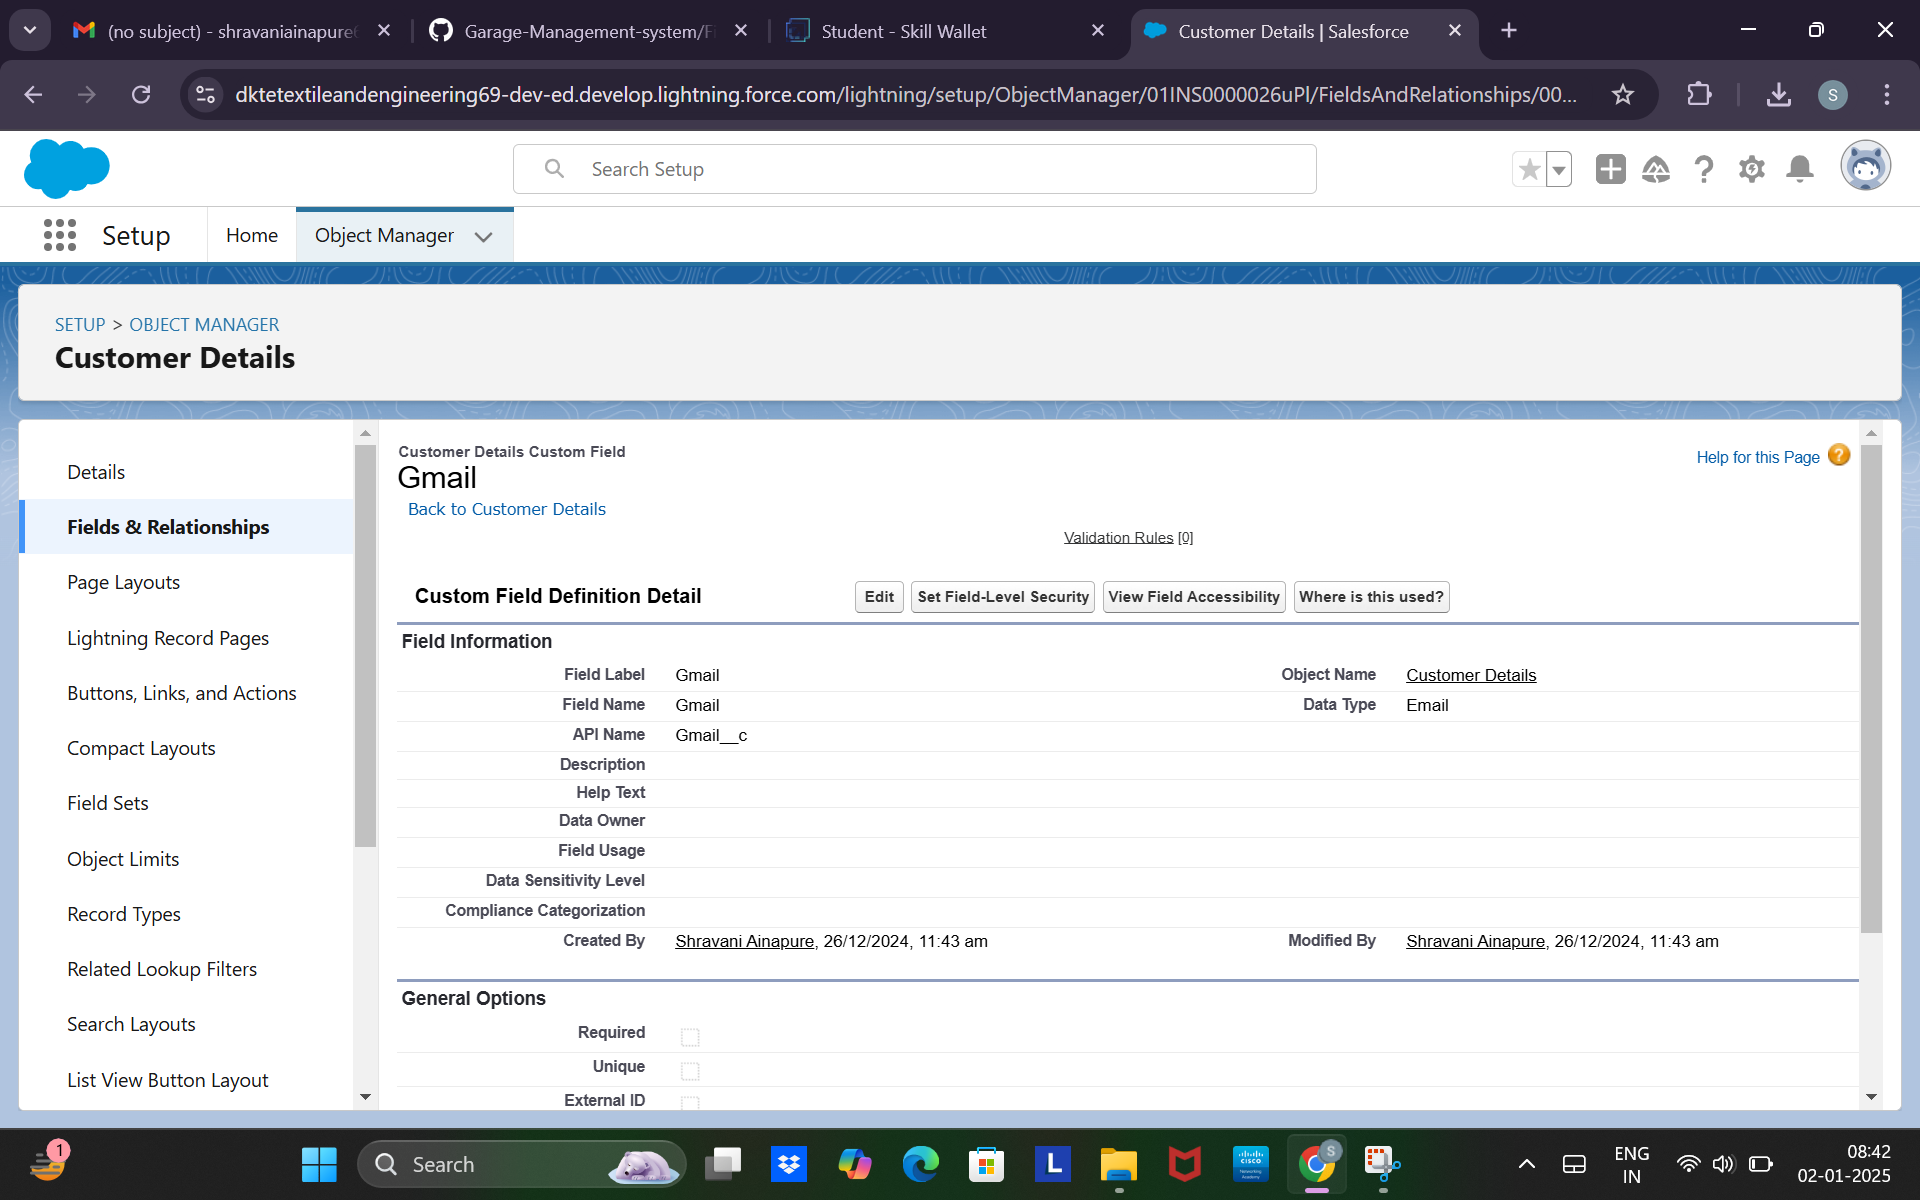 (no subject) - shravaniainapure
Garage-Management-system/Fi
Student - Skill Wallet
Customer Details | Salesforce
dktetextileandengineering69-dev-ed.develop.lightning.force.com/lightning/setup/ObjectManager/01INS0000026uPl/FieldsAndRelationships/00...
S
Search Setup
Setup
Home
Object Manager
SETUP > OBJECT MANAGER
Customer Details
Details
Fields & Relationships
Page Layouts
Lightning Record Pages
Buttons, Links, and Actions
Compact Layouts
Field Sets
Object Limits
Record Types
Related Lookup Filters
Search Layouts
List View Button Layout
Customer Details Custom Field
Gmail
Help for this Page ?
Back to Customer Details
Validation Rules [0]
Custom Field Definition Detail
Edit
Set Field-Level Security
View Field Accessibility
Where is this used?
Field Information
Field Label Gmail Object Name Customer Details
Field Name Gmail Data Type Email
API Name Gmail__c
Description
Help Text
Data Owner
Field Usage
Data Sensitivity Level
Compliance Categorization
Created By Shravani Ainapure, 26/12/2024, 11:43 am Modified By Shravani Ainapure, 26/12/2024, 11:43 am
General Options
Required
Unique
External ID
1
Search
L
CISCO
S
ENG
IN
08:42
02-01-2025